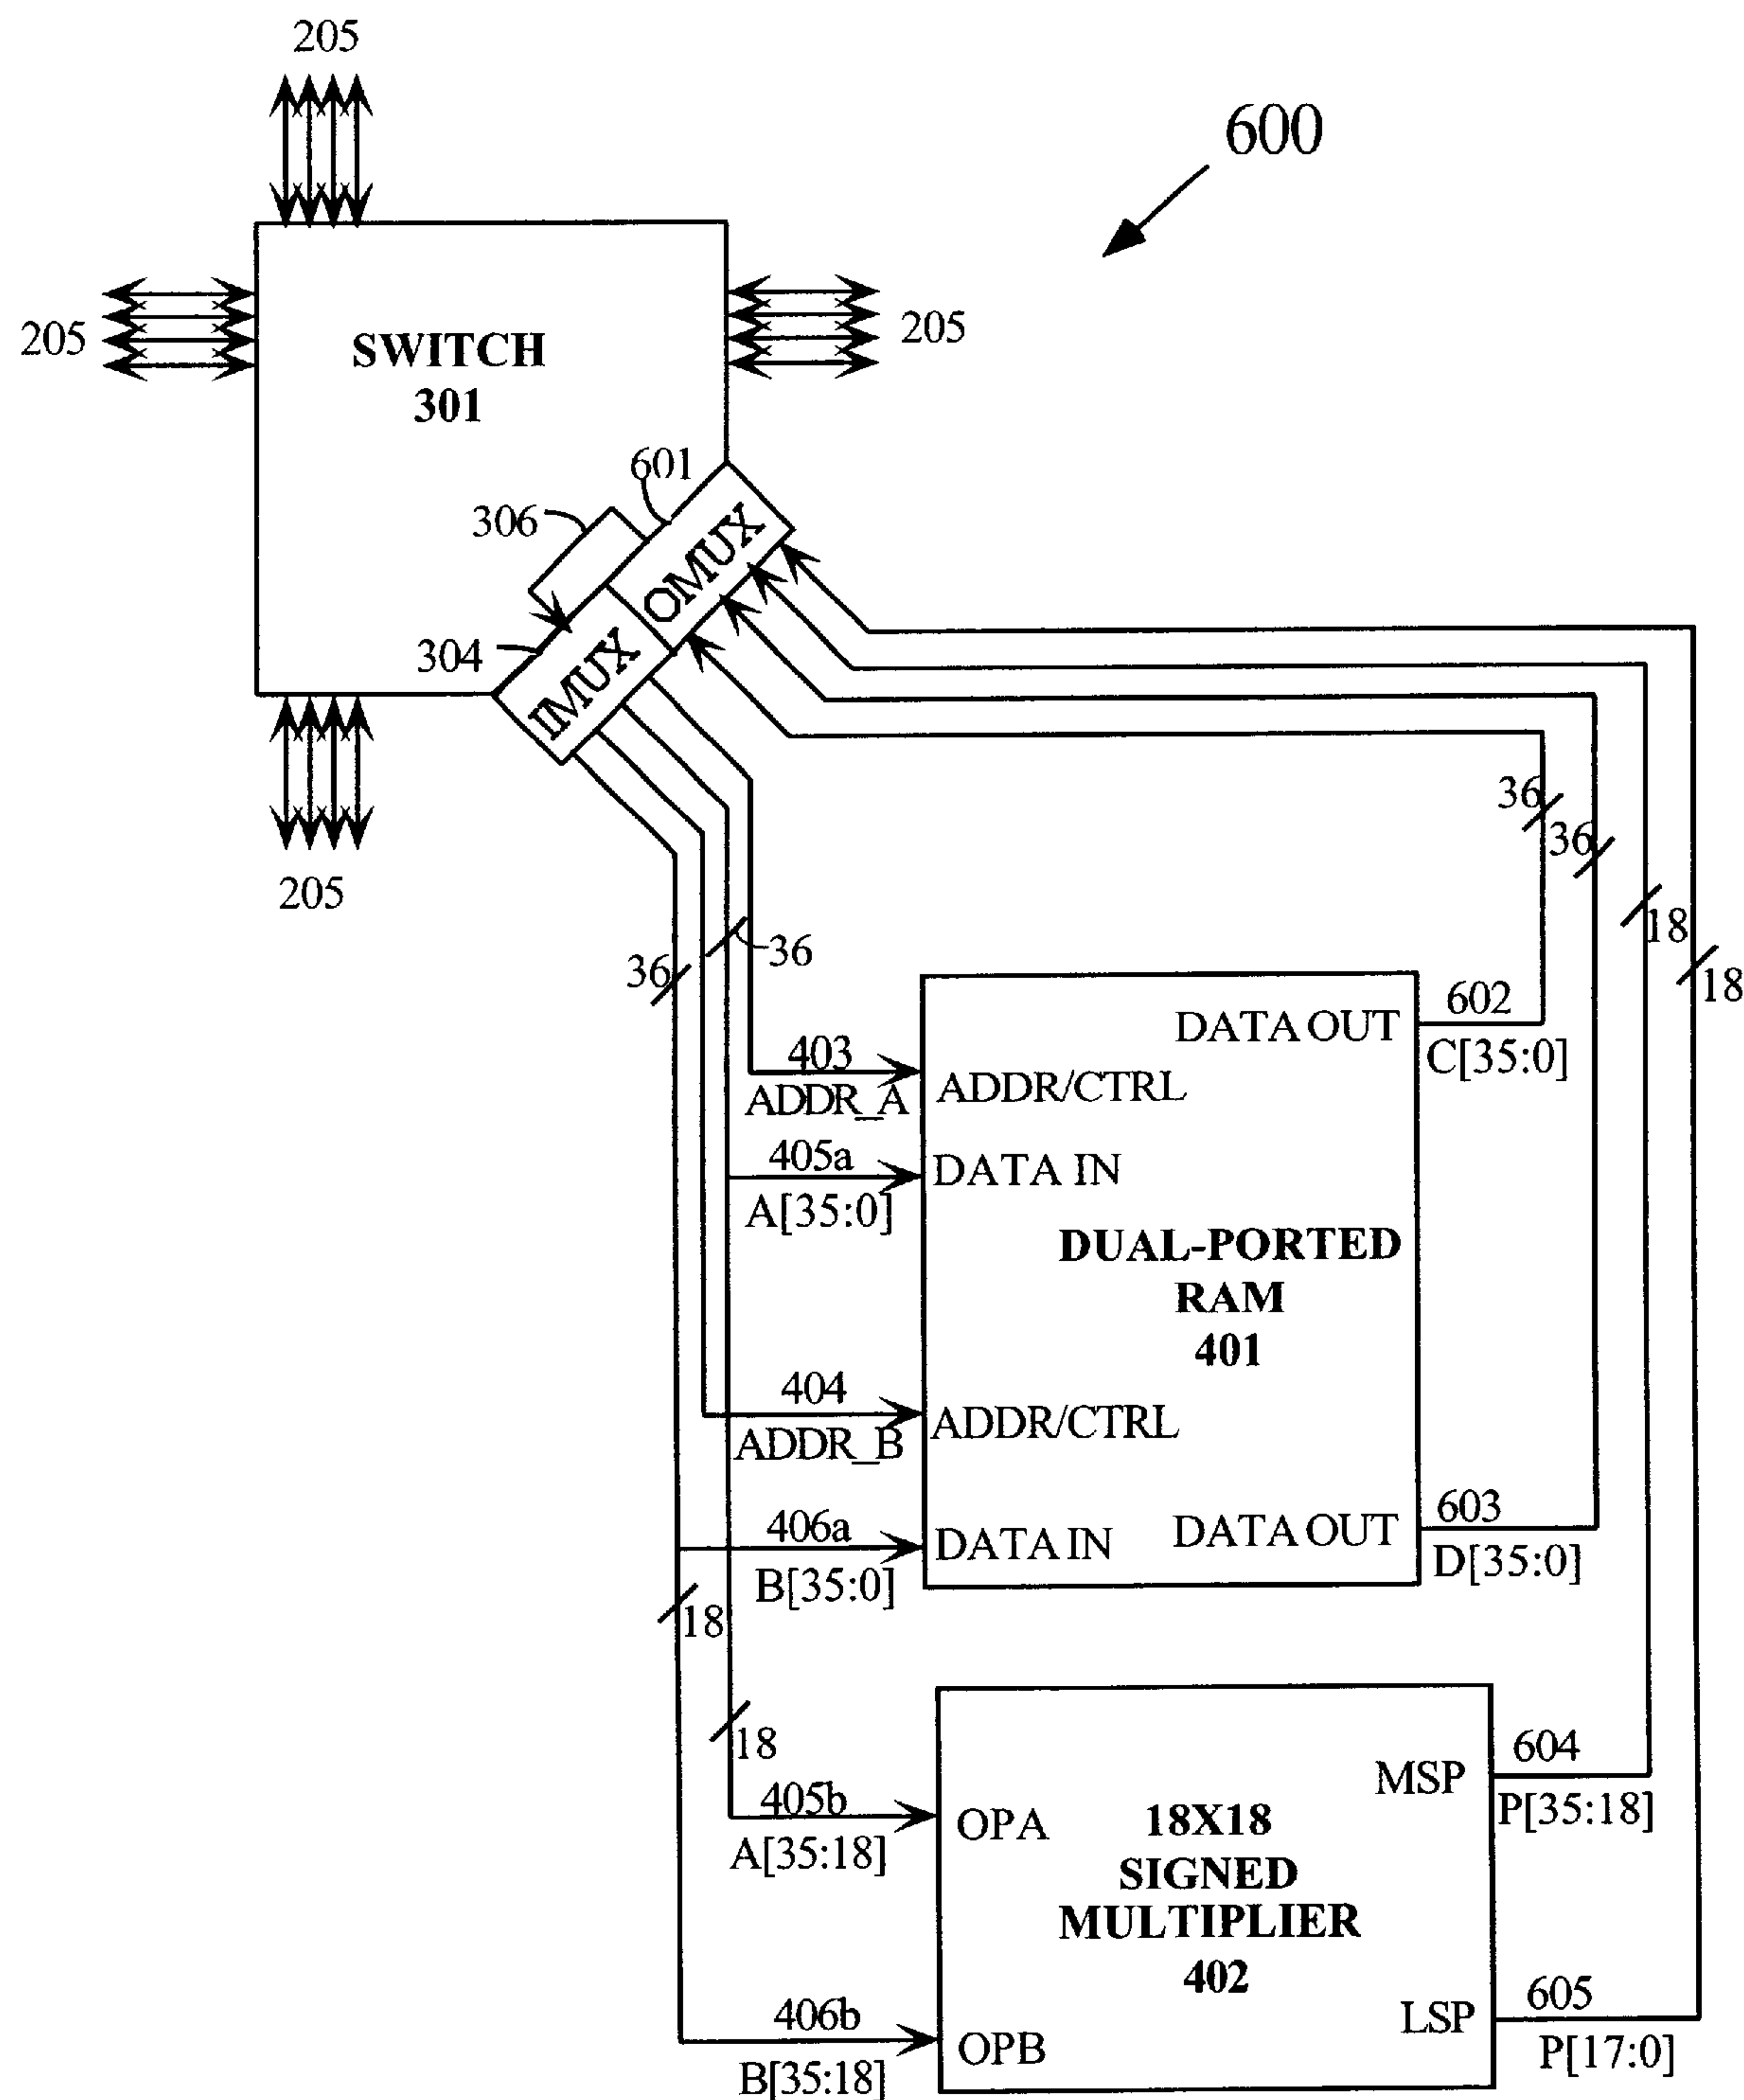 205
600
205
SWITCH
301
205
601
306
OMUX
304
IMUX
205
36
36
18
18
36
36
602
DATA OUT
C[35:0]
403
ADDR_A
ADDR/CTRL
405a
DATA IN
A[35:0]
DUAL-PORTED
RAM
401
404
ADDR_B
ADDR/CTRL
603
406a
DATA IN
DATA OUT
B[35:0]
D[35:0]
18
18
604
MSP
P[35:18]
405b
OPA
A[35:18]
18X18
SIGNED
MULTIPLIER
402
605
LSP
P[17:0]
406b
OPB
B[35:18]